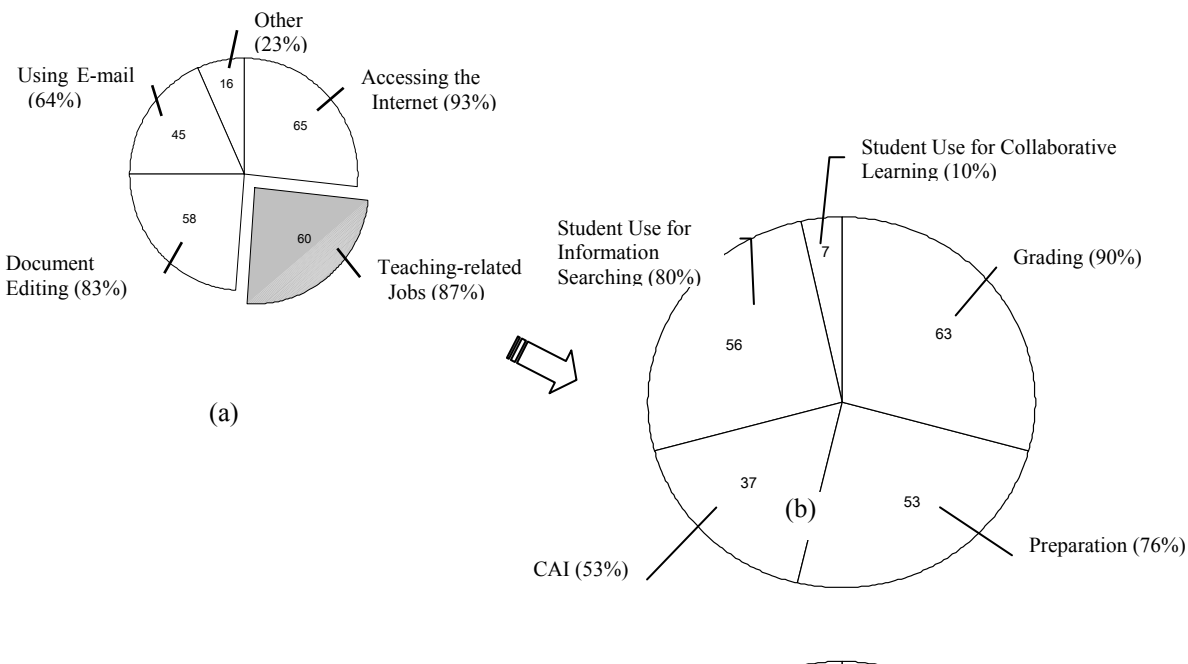 Other
(23%)
16
Using E-mail
(64%)
45
Accessing the
Internet (93%)
65
58
Document
Editing (83%)
60
Teaching-related
Jobs (87%)
(a)
Student Use for Collaborative
Learning (10%)
7
Student Use for
Information
Searching (80%)
56
Grading (90%)
63
37
(b)
53
CAI (53%)
Preparation (76%)